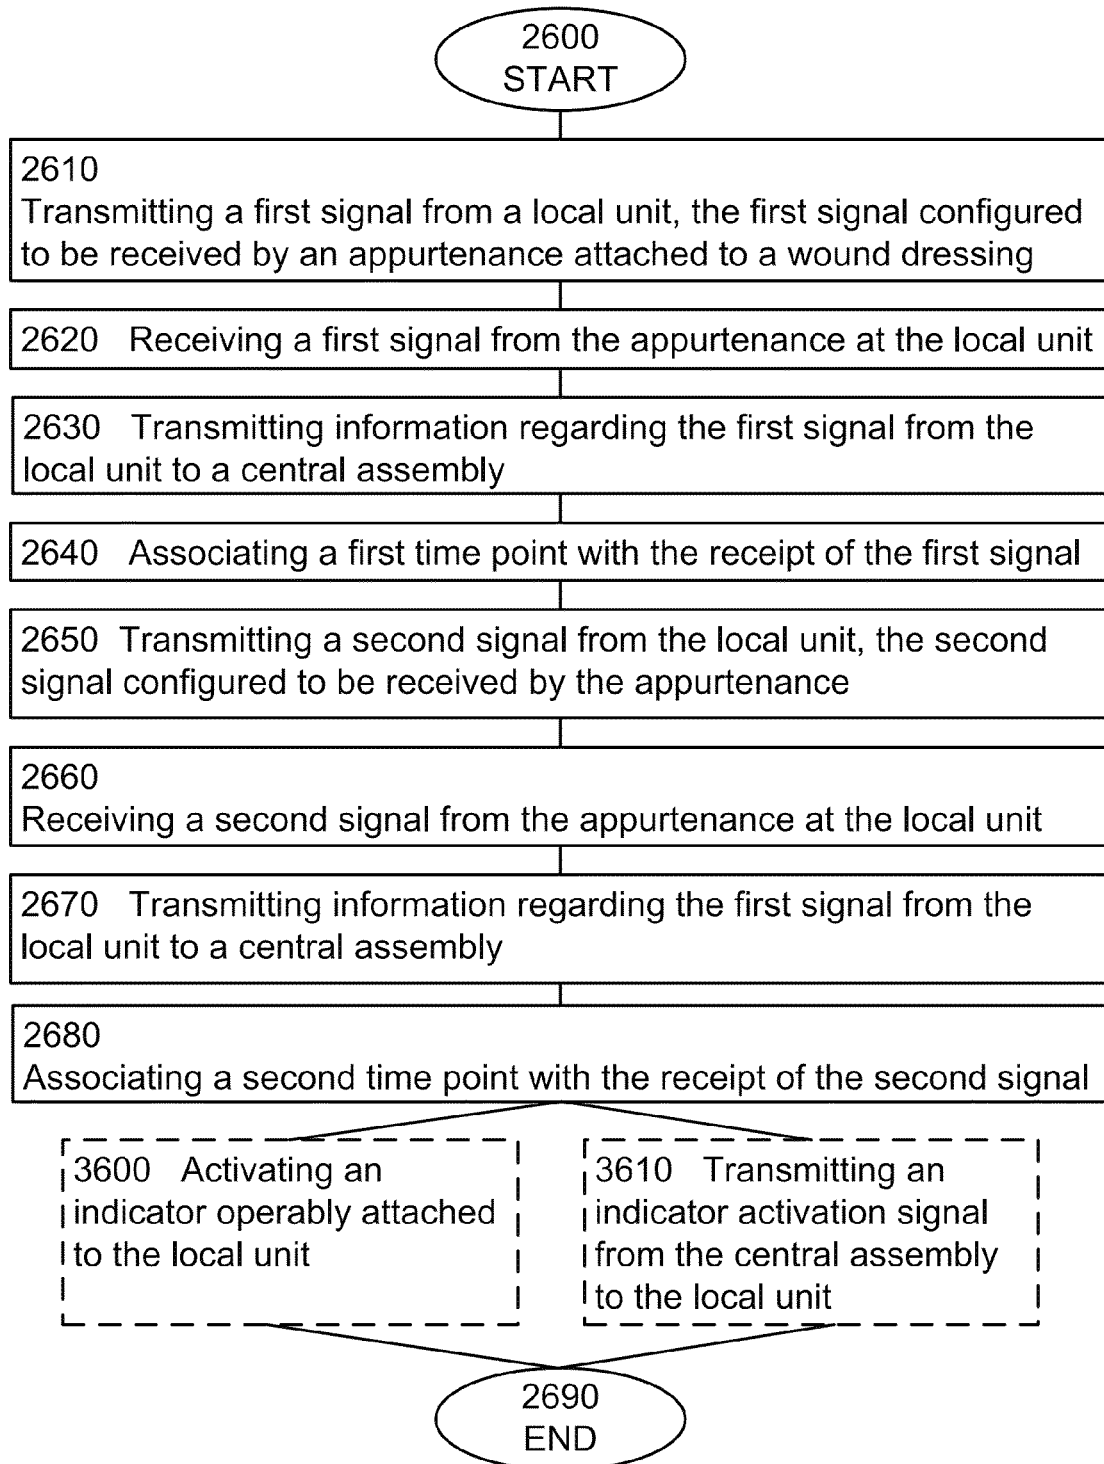 2600
START
2610
Transmitting a first signal from a local unit, the first signal configured
to be received by an appurtenance attached to a wound dressing
2620 Receiving a first signal from the appurtenance at the local unit
2630 Transmitting information regarding the first signal from the
local unit to a central assembly
2640 Associating a first time point with the receipt of the first signal
2650 Transmitting a second signal from the local unit, the second
signal configured to be received by the appurtenance
2660
Receiving a second signal from the appurtenance at the local unit
2670 Transmitting information regarding the first signal from the
local unit to a central assembly
2680
Associating a second time point with the receipt of the second signal
3600 Activating an
indicator operably attached
to the local unit
3610 Transmitting an
indicator activation signal
from the central assembly
to the local unit
2690
END